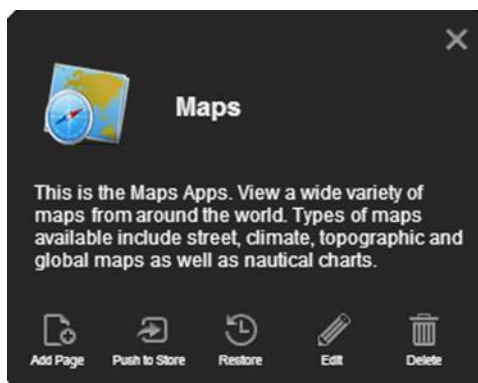 Maps
This is the Maps Apps. View a wide variety of
maps from around the world. Types of maps
available include street, climate, topographic and
global maps as well as nautical charts.
Add Page Push to Store Restore Edit Delete